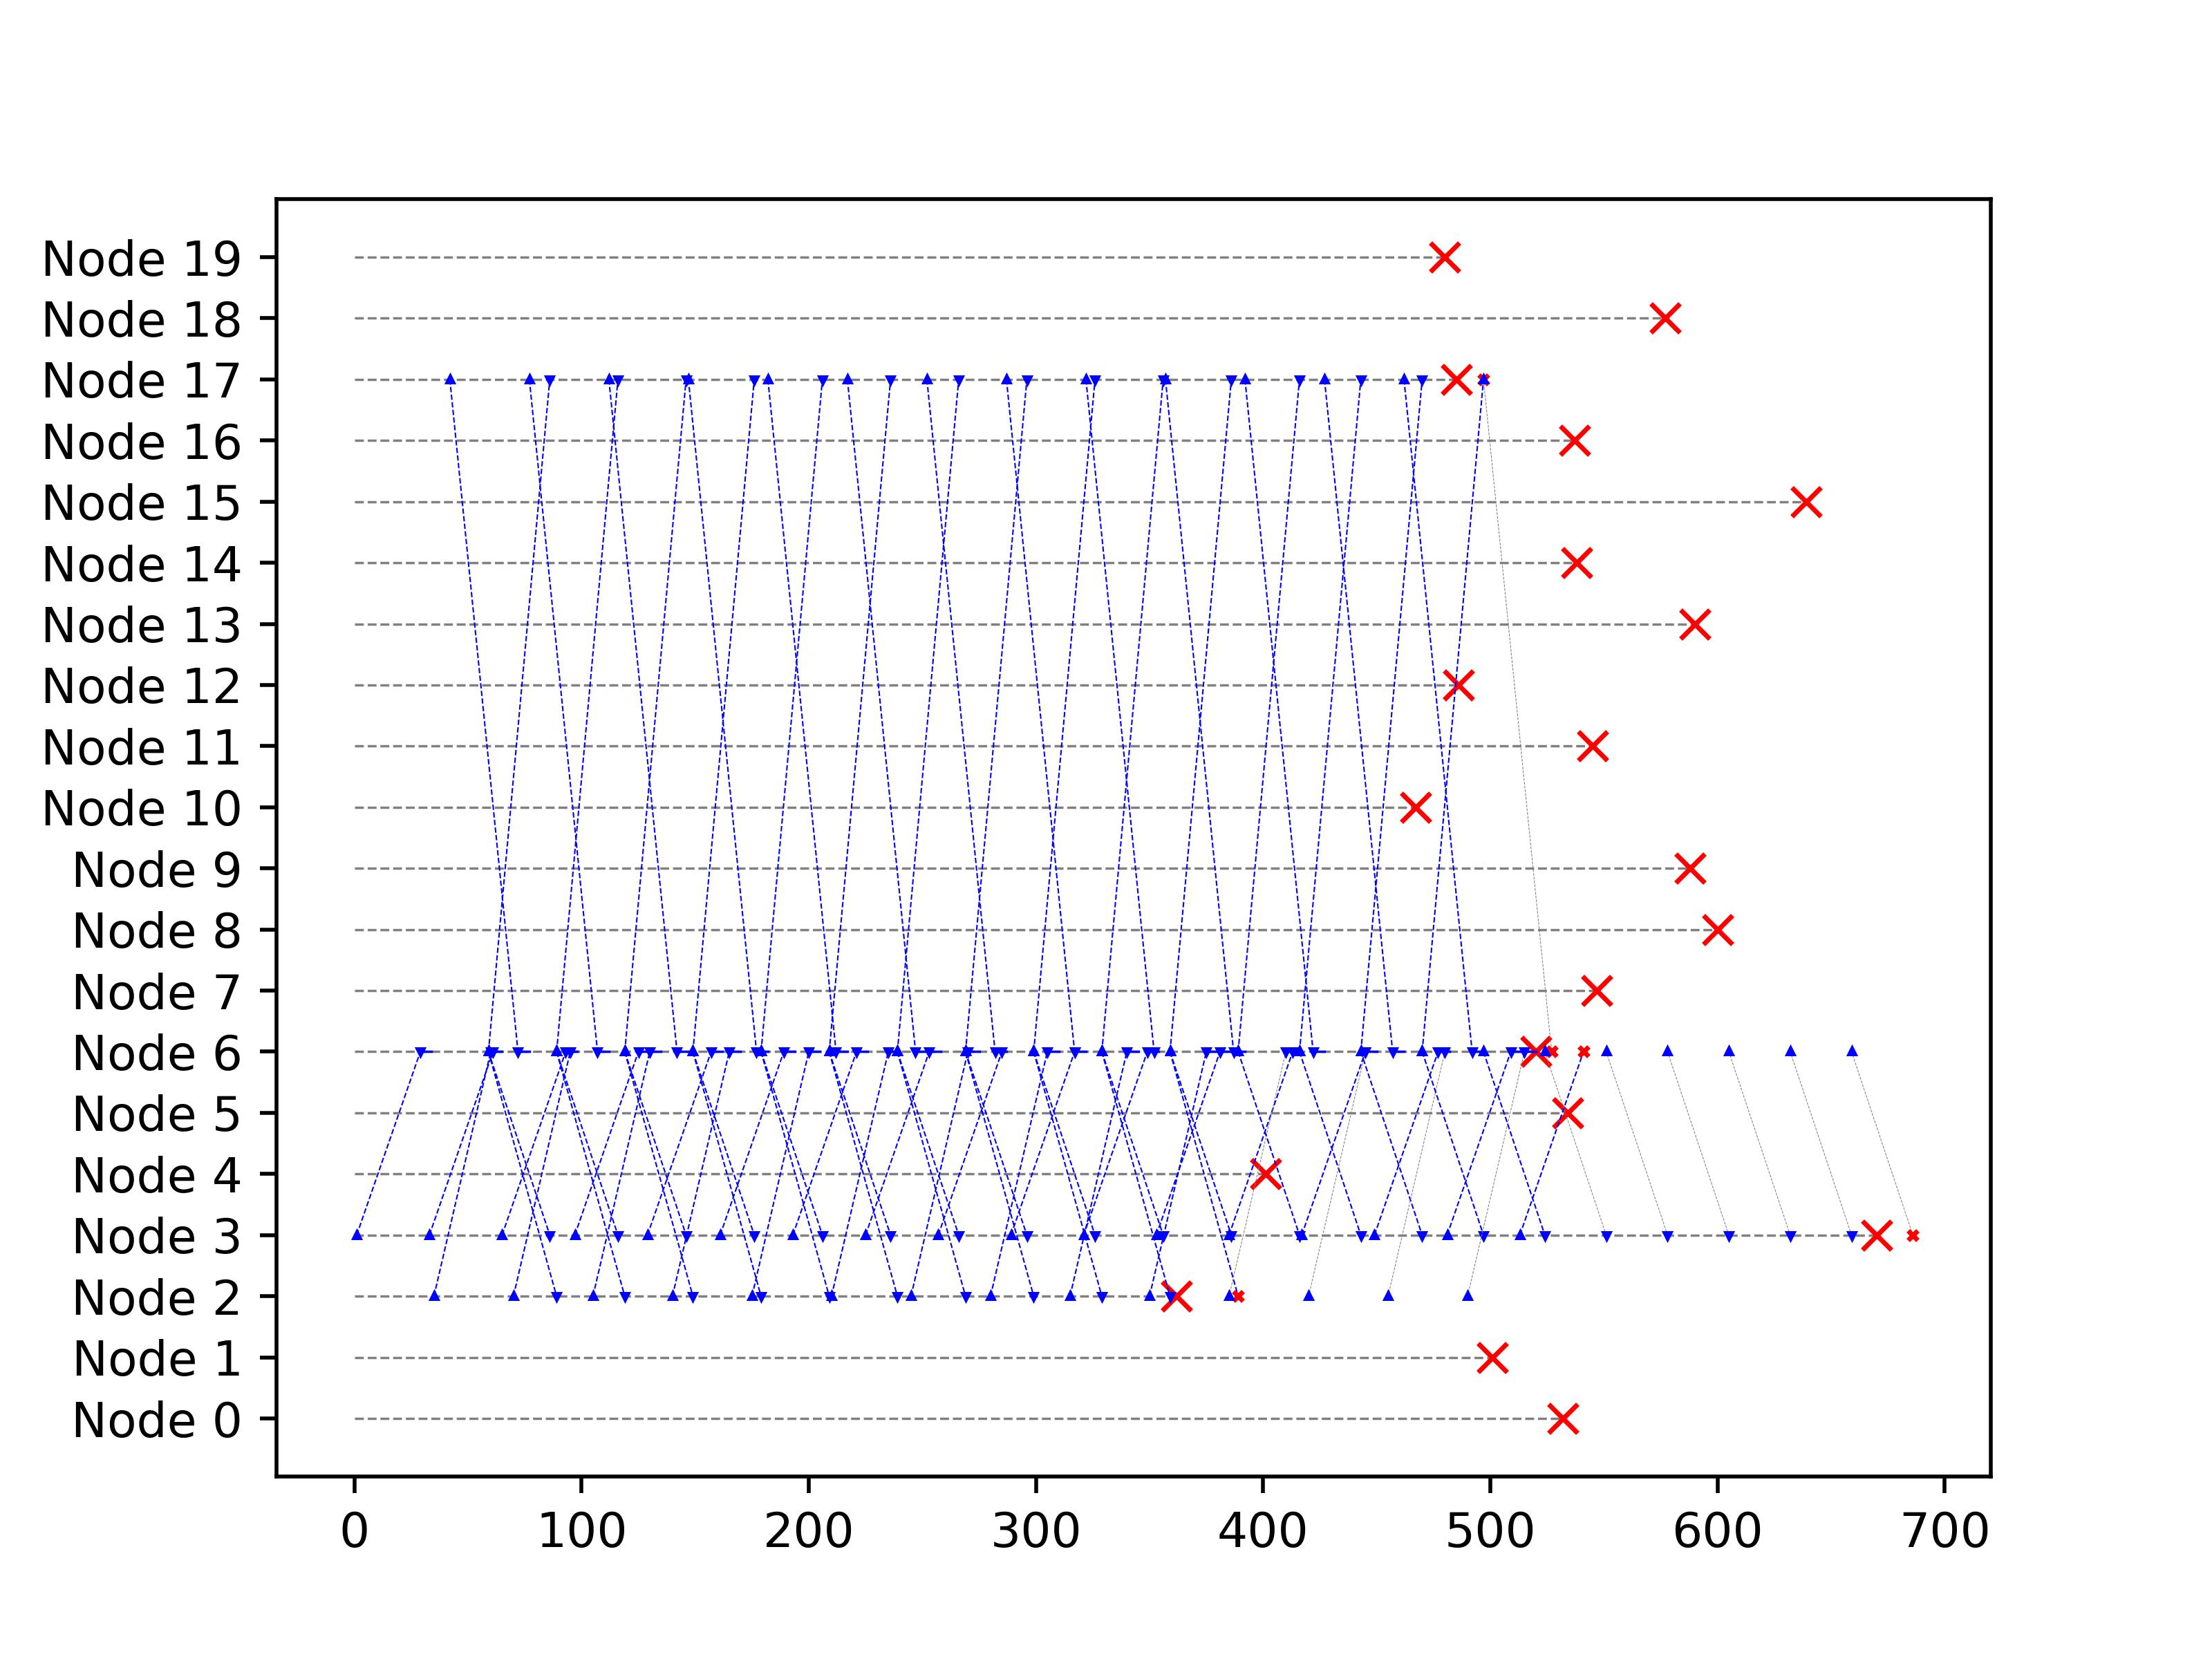 Node 19
Node 18
Node 17
Node 16
Node 15
Node 14
Node 13
Node 12
Node 11
Node 10
Node 9
Node 8
Node 7
Node 6
Node 5
Node 4
Node 3
Node 2
Node 1
Node 0
0 100 200 300 400 500 600 700